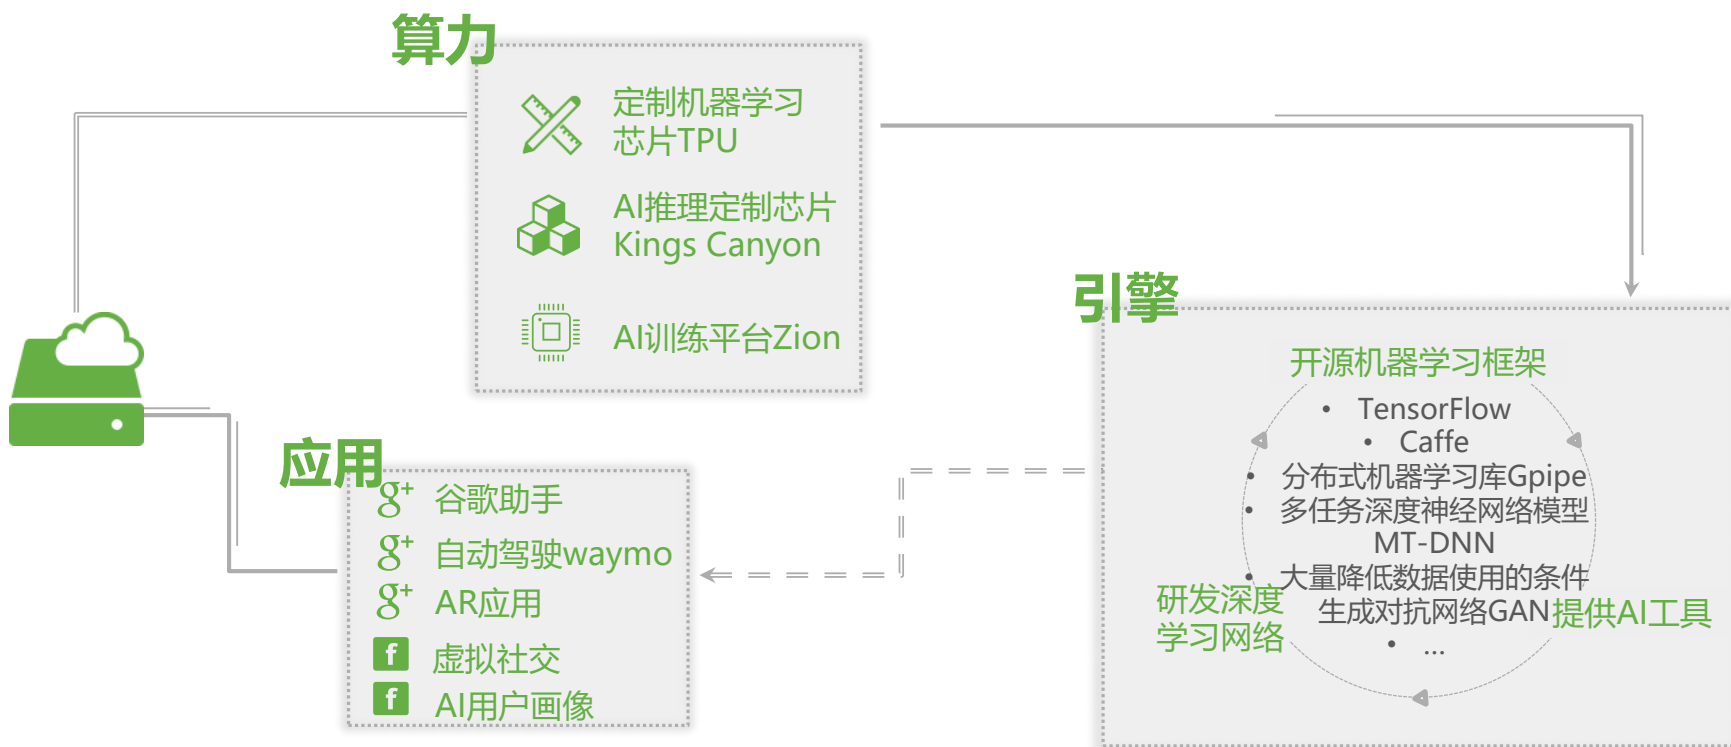 算力
定制机器学习
芯片TPU
AI推理定制芯片
Kings Canyon
AI训练平台Zion
引擎
开源机器学习框架
• TensorFlow
• Caffe
• 分布式机器学习库Gpipe
• 多任务深度神经网络模型
MT-DNN
• 大量降低数据使用的条件
生成对抗网络GAN
• ...
研发深度
学习网络
提供AI工具
应用
g+ 谷歌助手
g+ 自动驾驶waymo
g+ AR应用
f 虚拟社交
f AI用户画像